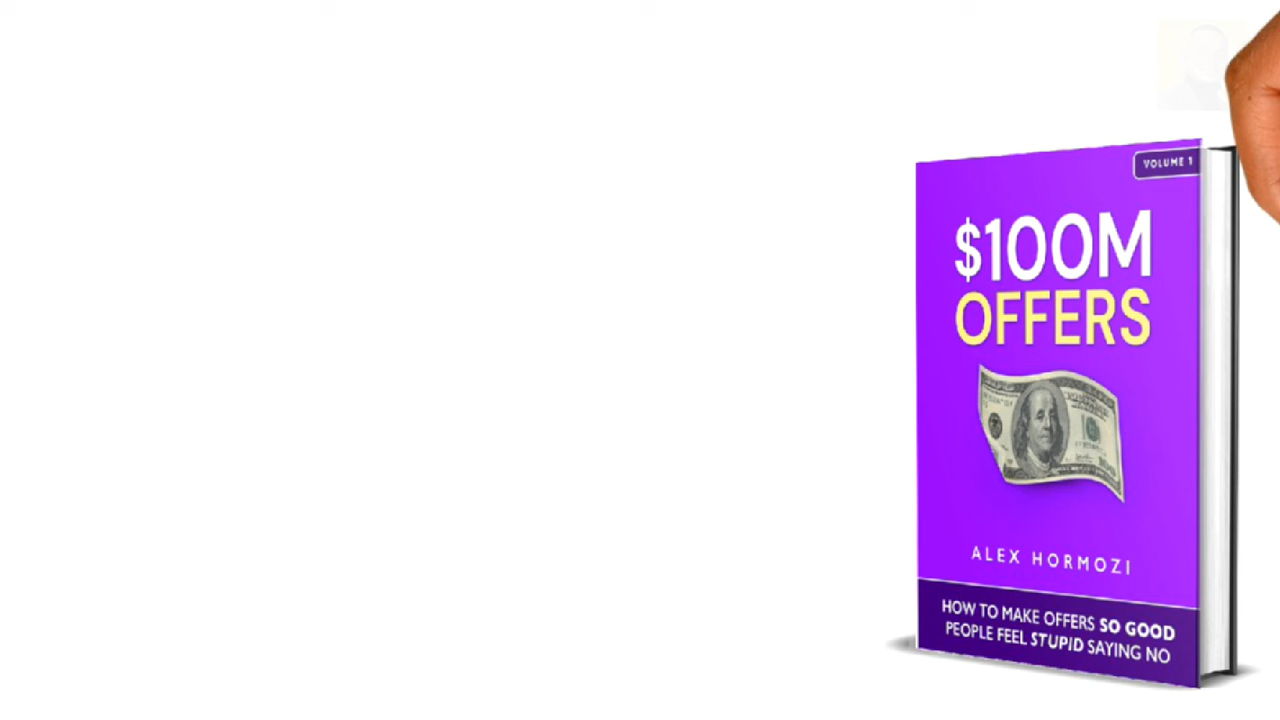 VOLUME 1
$100M
OFFERS
ALEX HORMOZI
HOW TO MAKE OFFERS SO GOOD
PEOPLE FEEL STUPID SAYING NO